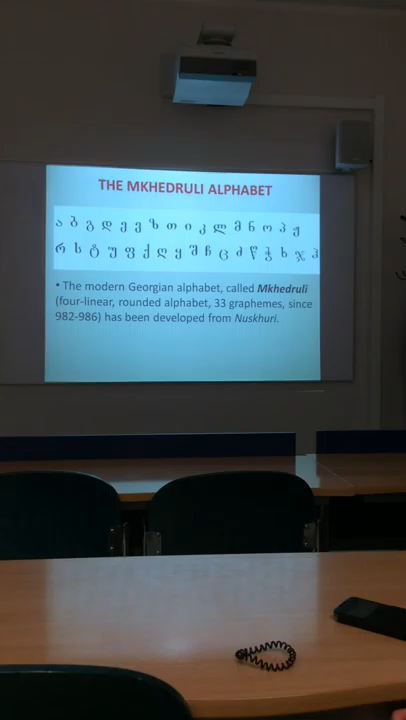 THE MKHEDRULI ALPHABET
ა ბ გ დ ე ვ ზ თ ი კ ლ მ ნ ო პ ჟ
რ ს ტ უ ფ ქ ღ ყ შ ჩ ც ძ წ ჭ ხ ჯ ჰ
• The modern Georgian alphabet, called Mkhedruli
(four-linear, rounded alphabet, 33 graphemes, since
982-986) has been developed from Nuskhuri.